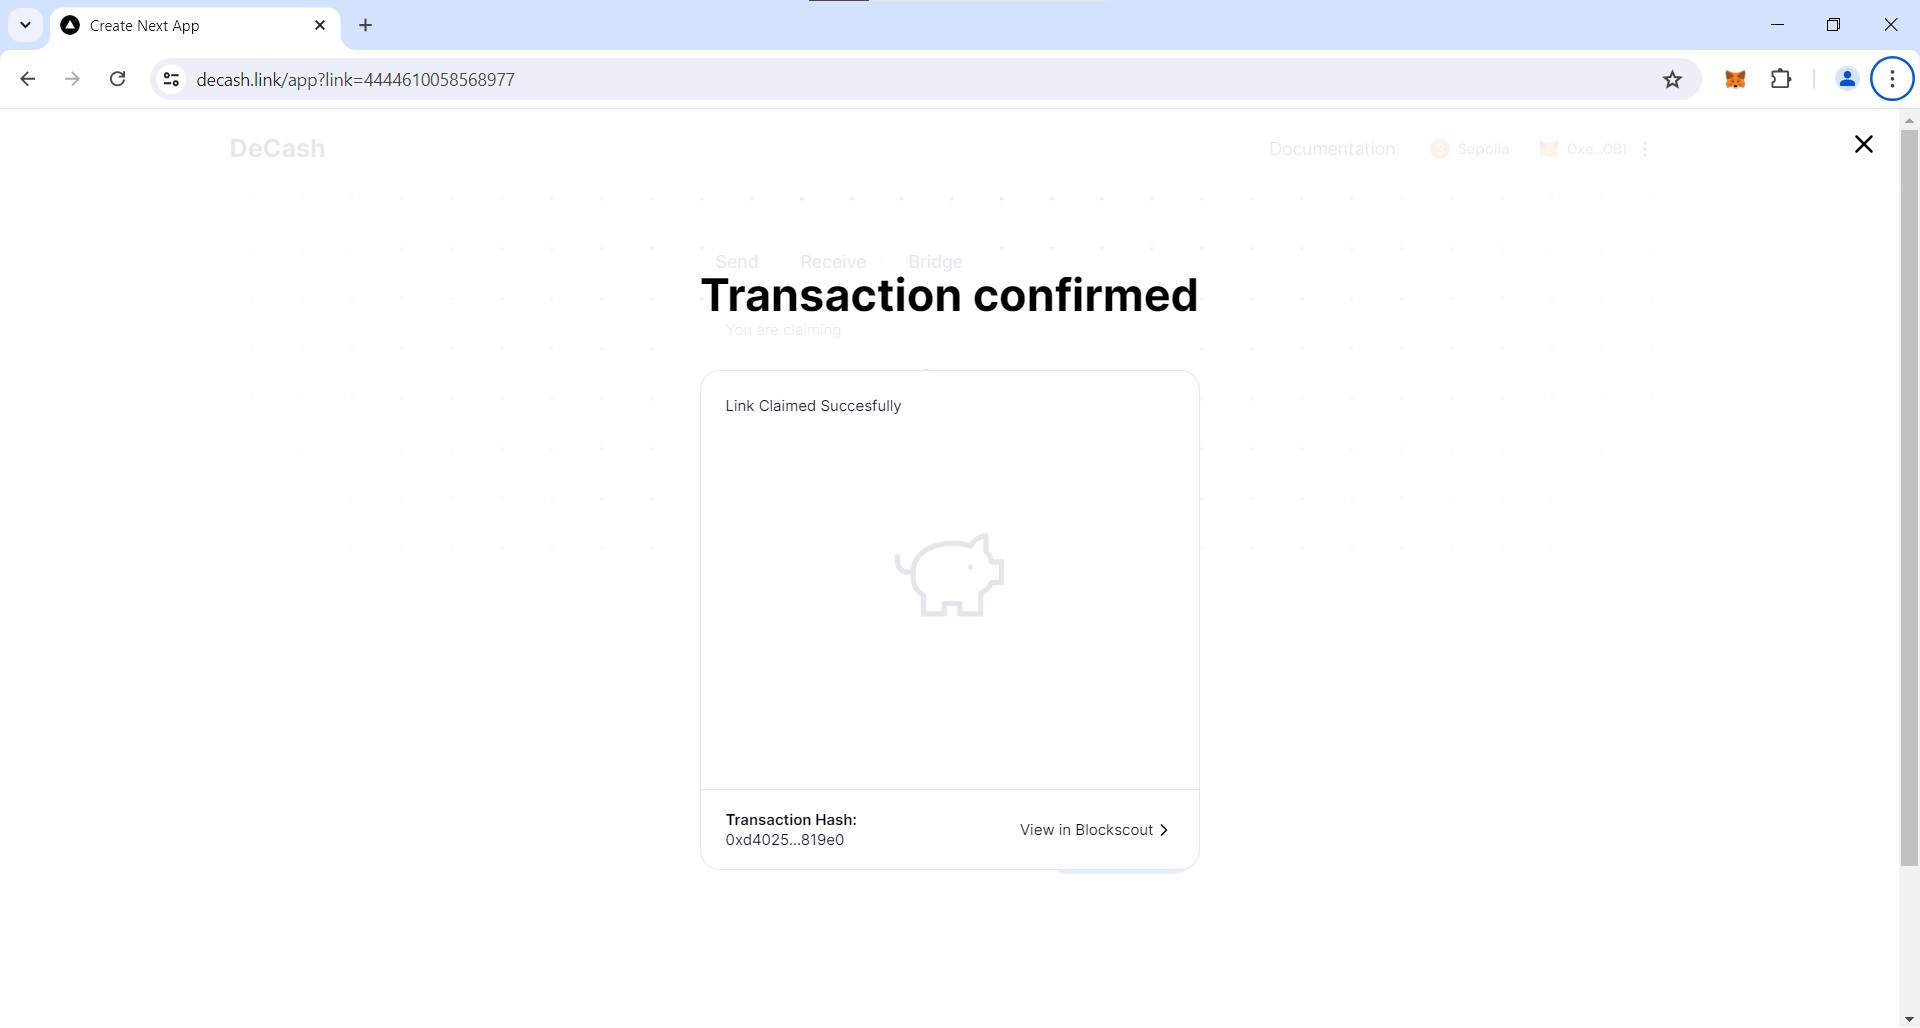 Create Next App
decash.link/app?link=4444610058568977
DeCash
Documentation
Sepolia
0xe...0B1
Send
Receive
Bridge
Transaction confirmed
You are claiming
Link Claimed Succesfully
Transaction Hash:
0xd4025...819e0
View in Blockscout